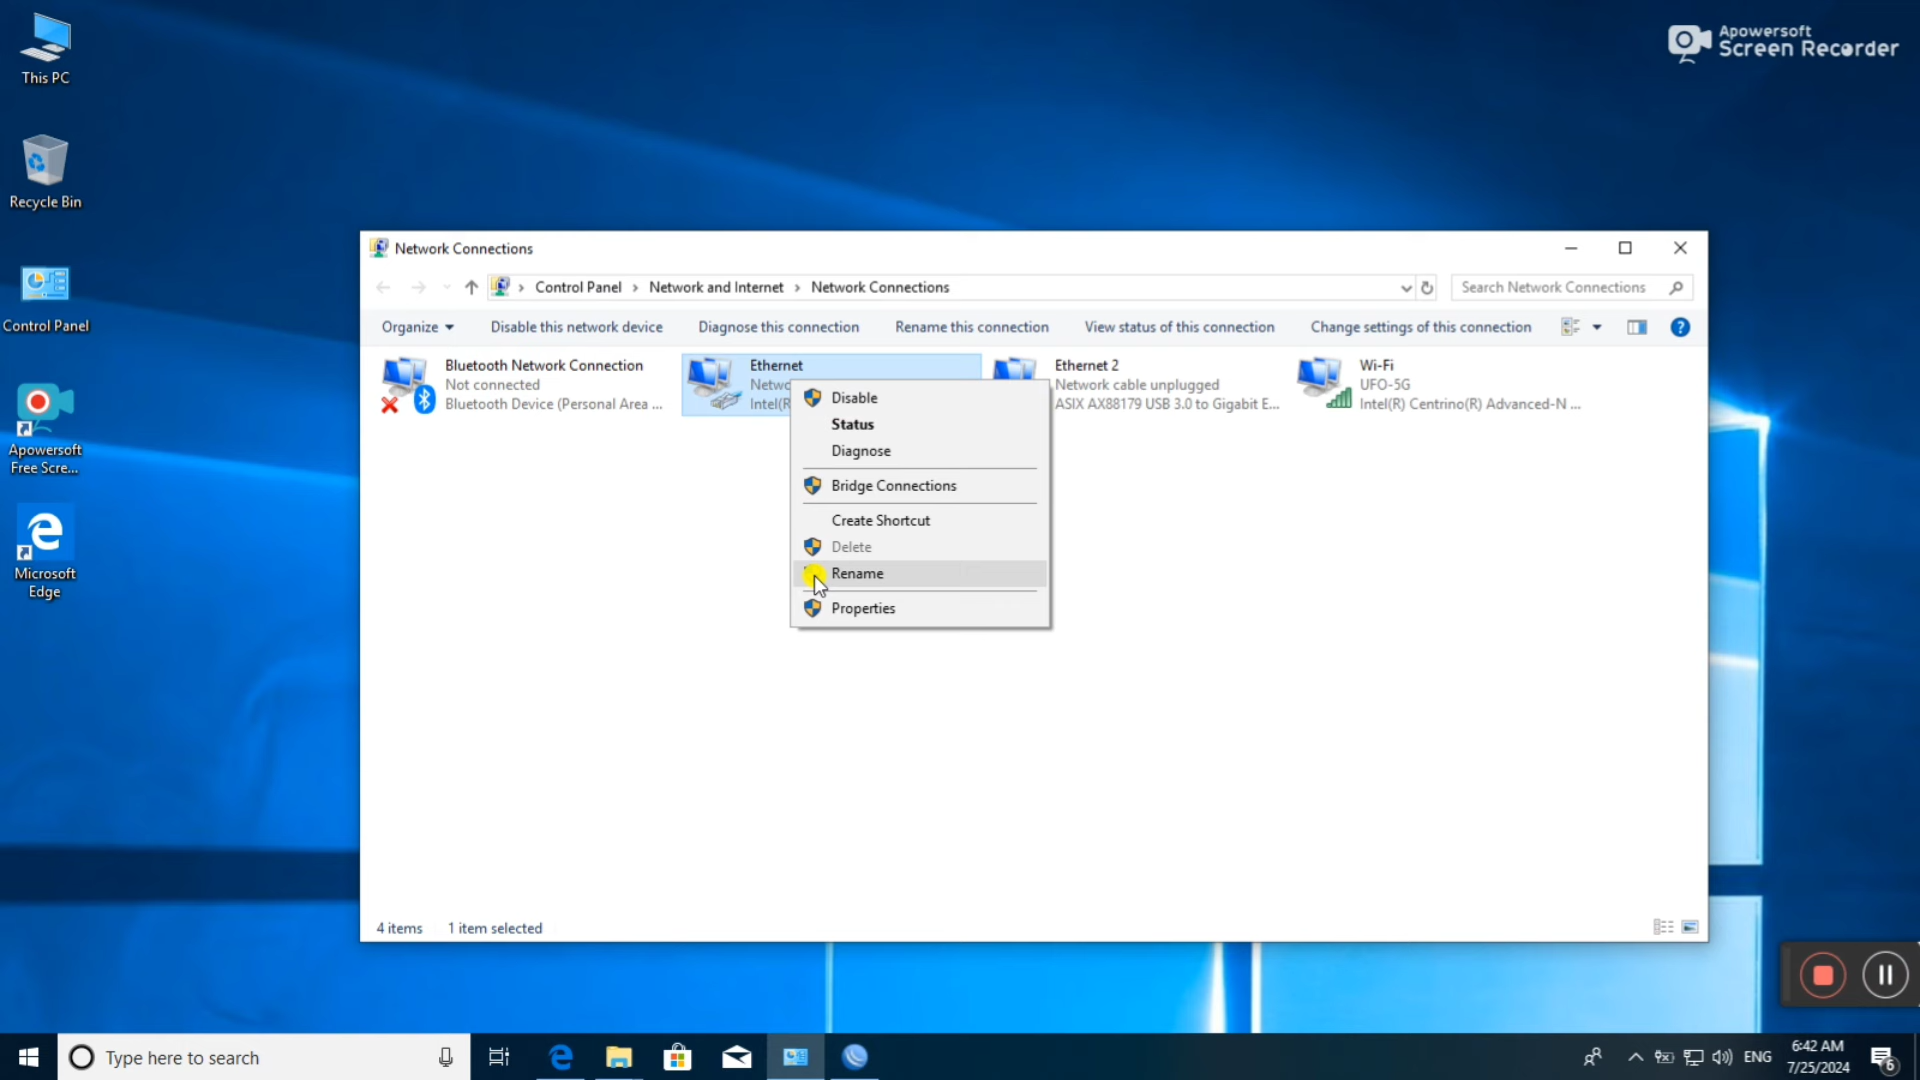 Apowersoft
Screen Recorder
This PC
Recycle Bin
Control Panel
Apowersoft
Free Scre...
Microsoft
Edge
Network Connections
Control Panel > Network and Internet > Network Connections
Search Network Connections
Organize
Disable this network device
Diagnose this connection
Rename this connection
View status of this connection
Change settings of this connection
Bluetooth Network Connection
Not connected
Bluetooth Device (Personal Area ...
Ethernet
Netwo
Intel(R
Ethernet 2
Network cable unplugged
ASIX AX88179 USB 3.0 to Gigabit E...
Wi-Fi
UFO-5G
Intel(R) Centrino(R) Advanced-N ...
Disable
Status
Diagnose
Bridge Connections
Create Shortcut
Delete
Rename
Properties
4 items
1 item selected
Type here to search
ENG
6:42 AM
7/25/2024
6